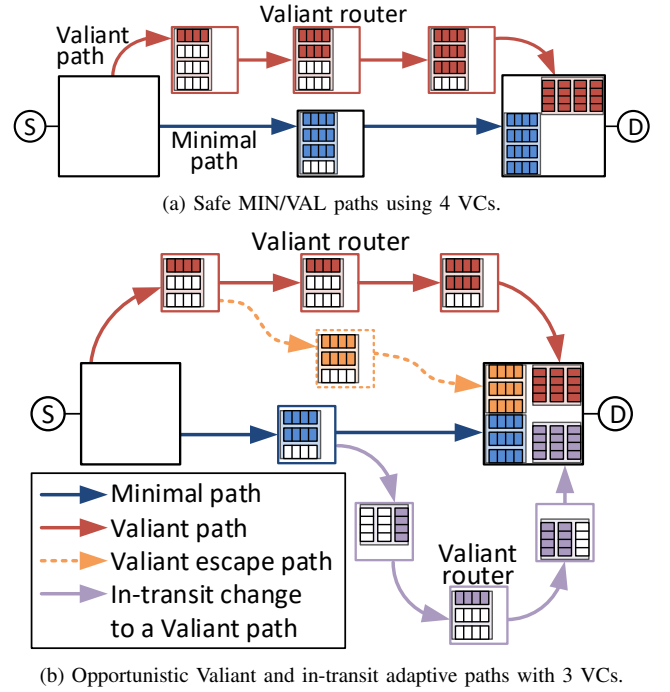 Valiant router
Valiant
path
S
D
Minimal
path
(a) Safe MIN/VAL paths using 4 VCs.
Valiant router
S
D
Minimal path
Valiant path
Valiant escape path
In-transit change
to a Valiant path
Valiant
router
(b) Opportunistic Valiant and in-transit adaptive paths with 3 VCs.